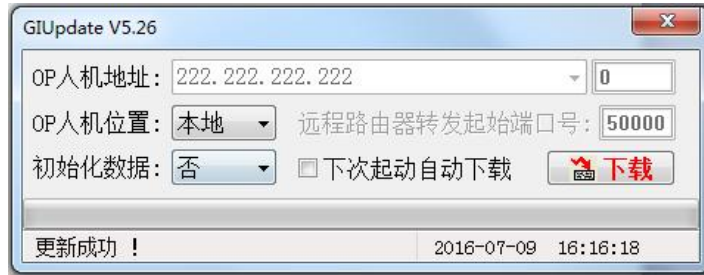 GIUpdate V5.26
OP人机地址: 222.222.222.222 0
OP人机位置: 本地 远程路由器转发起始端口号: 50000
初始化数据: 否 下次起动自动下载 下载
更新成功 ! 2016-07-09 16:16:18